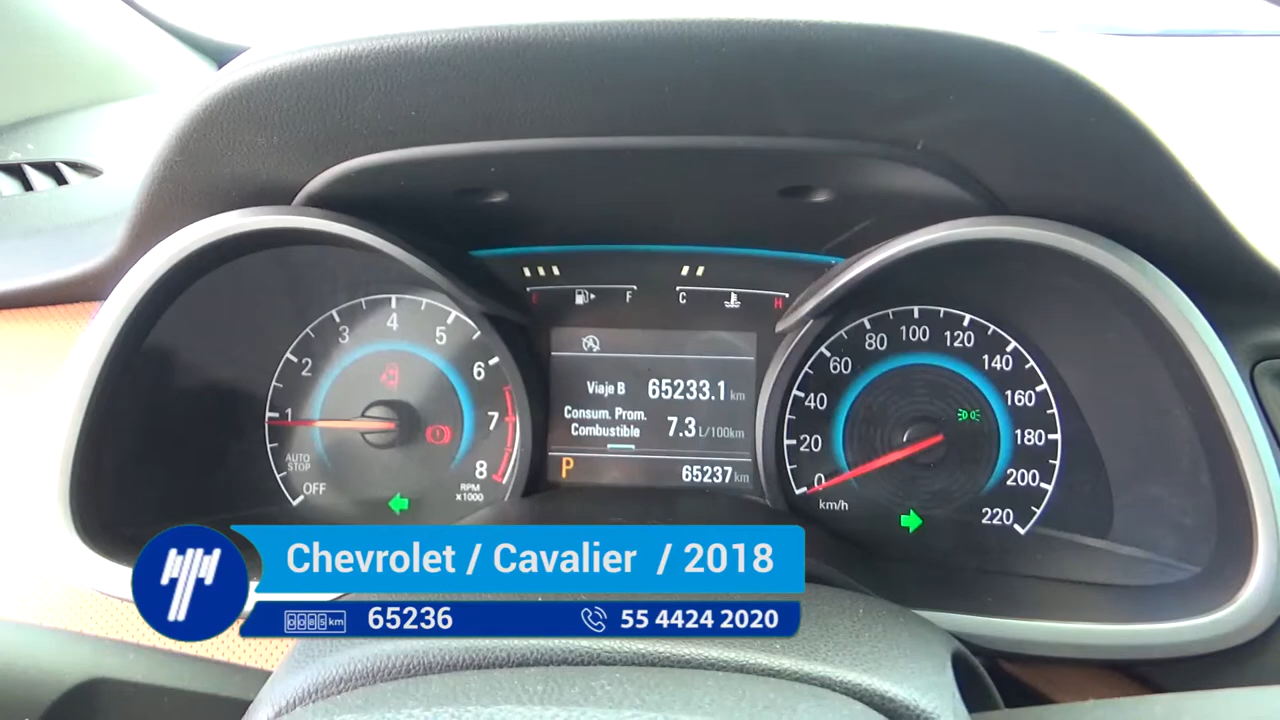 E F
C H
1
2
3
4
5
6
7
8
AUTO
STOP
OFF
RPM
x1000
Viaje B 65233.1 km
Consum. Prom.
Combustible 7.3 L/100km
P 65237 km
0
20
40
60
80
100
120
140
160
180
200
220
km/h
Chevrolet / Cavalier / 2018
0085 km 65236 55 4424 2020